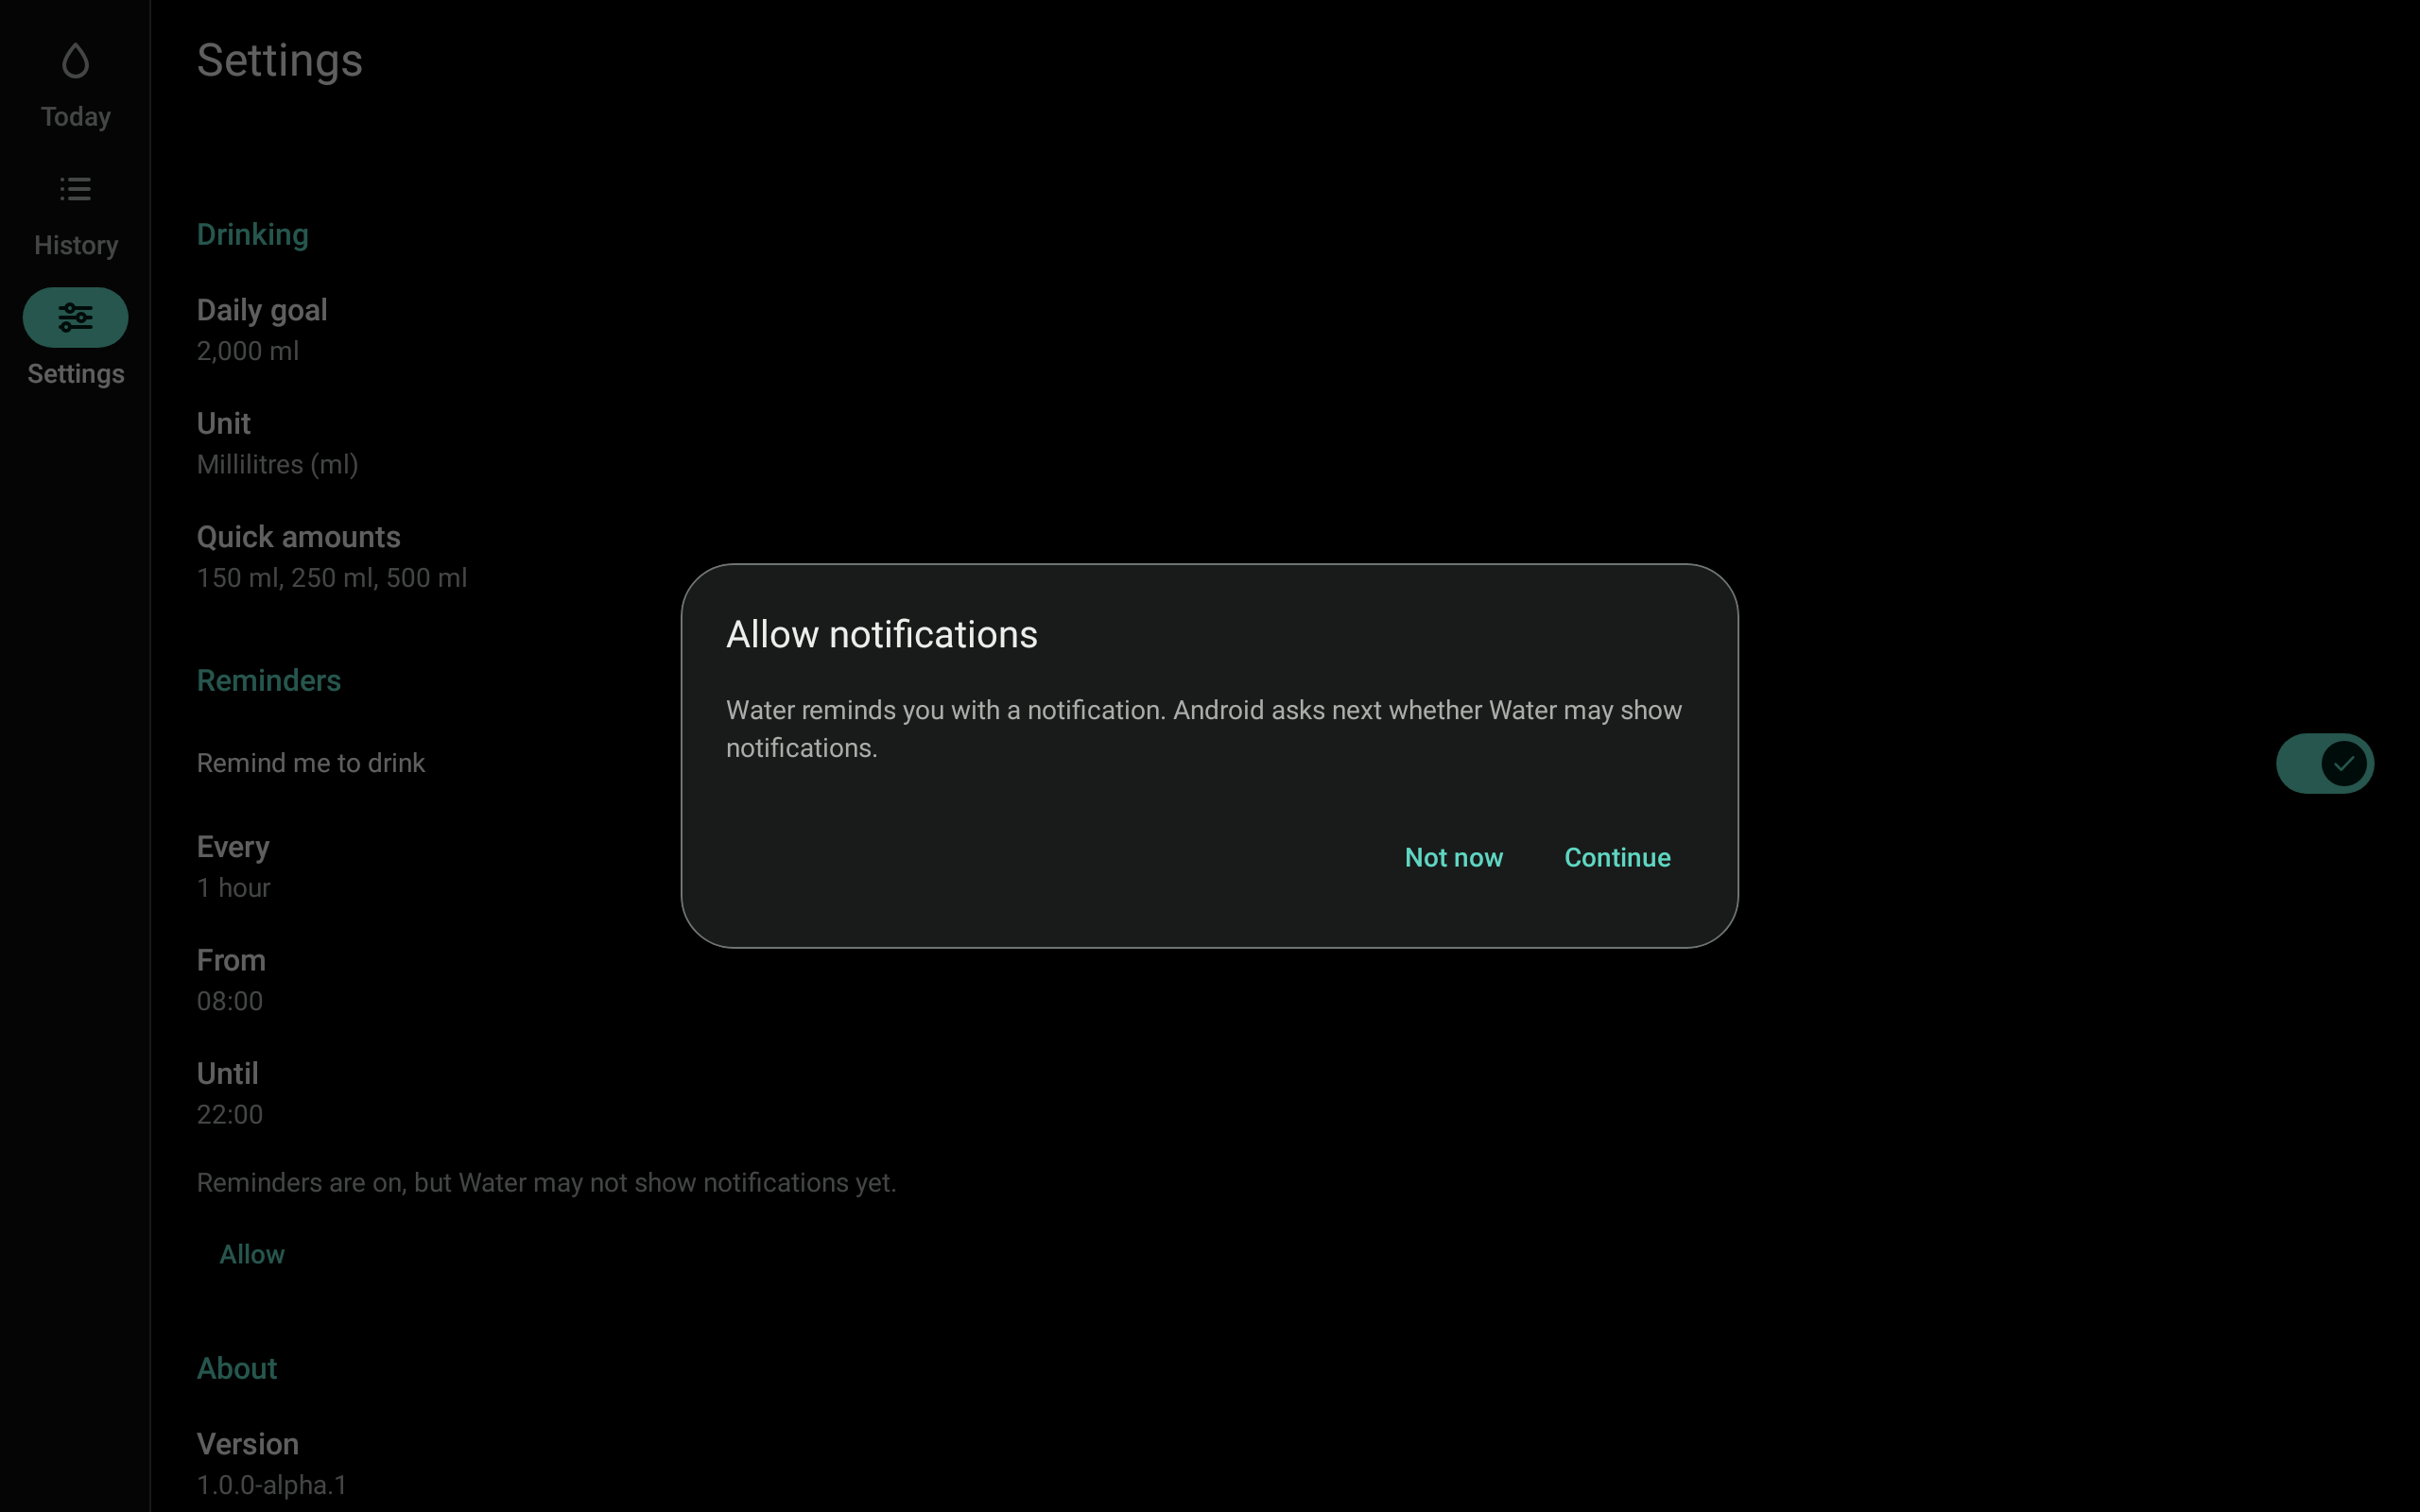 Today
History
Settings
Settings
Drinking
Daily goal
2,000 ml
Unit
Millilitres (ml)
Quick amounts
150 ml, 250 ml, 500 ml
Reminders
Remind me to drink
Every
1 hour
From
08:00
Until
22:00
Reminders are on, but Water may not show notifications yet.
Allow
About
Version
1.0.0-alpha.1
Allow notifications
Water reminds you with a notification. Android asks next whether Water may show
notifications.
Not now
Continue